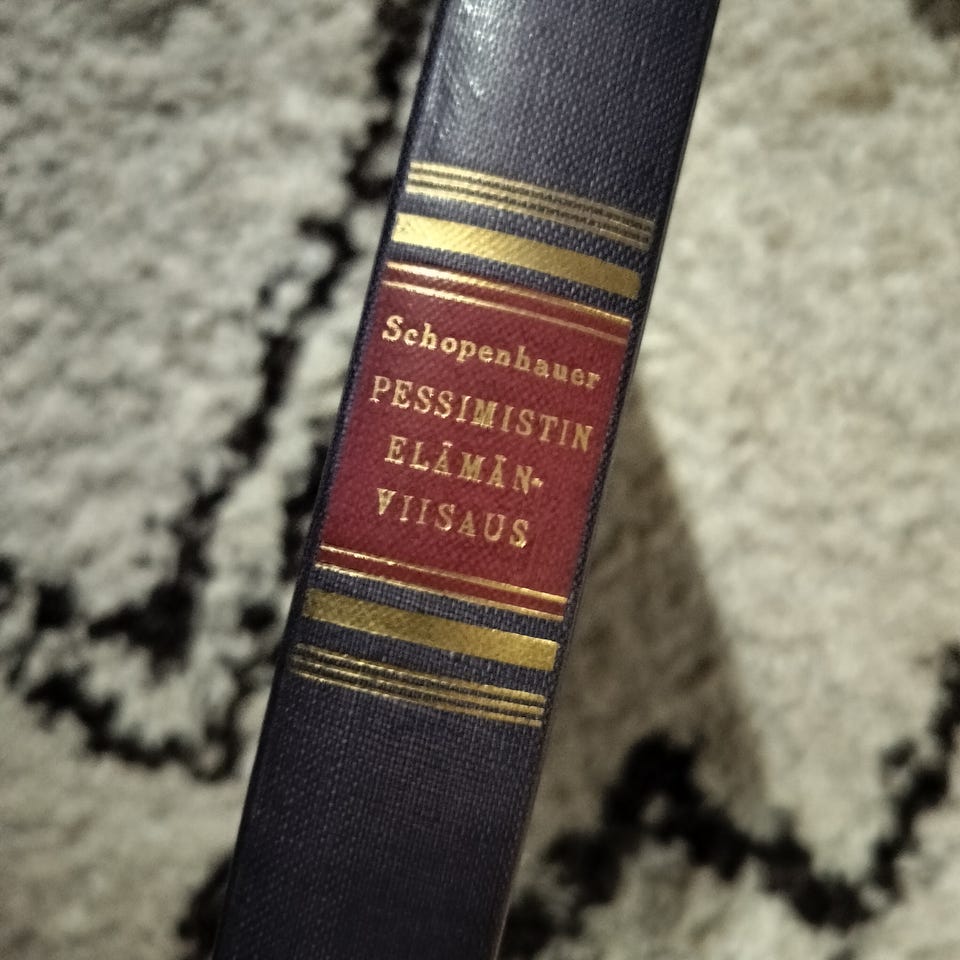 Schopenhauer
PESSIMISTIN
ELÄMÄN-
VIISAUS